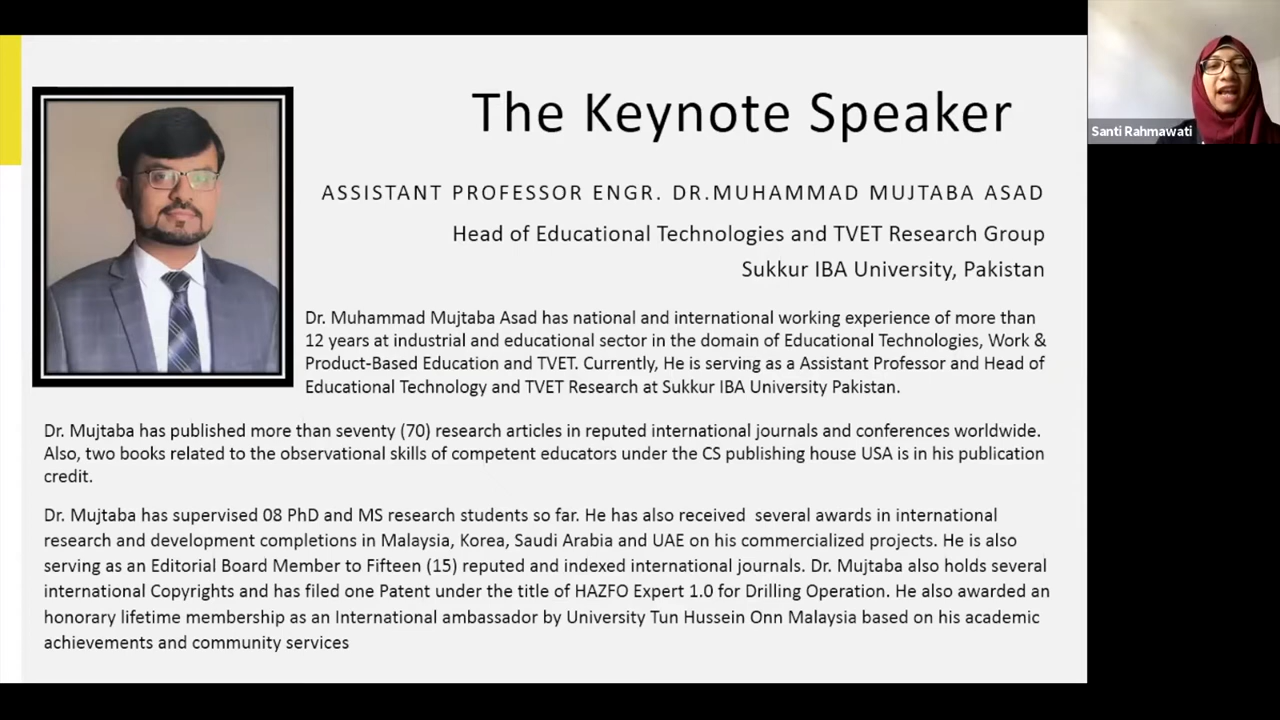 The Keynote Speaker
ASSISTANT PROFESSOR ENGR. DR.MUHAMMAD MUJTABA ASAD
Head of Educational Technologies and TVET Research Group
Sukkur IBA University, Pakistan
Dr. Muhammad Mujtaba Asad has national and international working experience of more than
12 years at industrial and educational sector in the domain of Educational Technologies, Work &
Product-Based Education and TVET. Currently, He is serving as a Assistant Professor and Head of
Educational Technology and TVET Research at Sukkur IBA University Pakistan.
Dr. Mujtaba has published more than seventy (70) research articles in reputed international journals and conferences worldwide.
Also, two books related to the observational skills of competent educators under the CS publishing house USA is in his publication
credit.
Dr. Mujtaba has supervised 08 PhD and MS research students so far. He has also received  several awards in international
research and development completions in Malaysia, Korea, Saudi Arabia and UAE on his commercialized projects. He is also
serving as an Editorial Board Member to Fifteen (15) reputed and indexed international journals. Dr. Mujtaba also holds several
international Copyrights and has filed one Patent under the title of HAZFO Expert 1.0 for Drilling Operation. He also awarded an
honorary lifetime membership as an International ambassador by University Tun Hussein Onn Malaysia based on his academic
achievements and community services
Santi Rahmawati